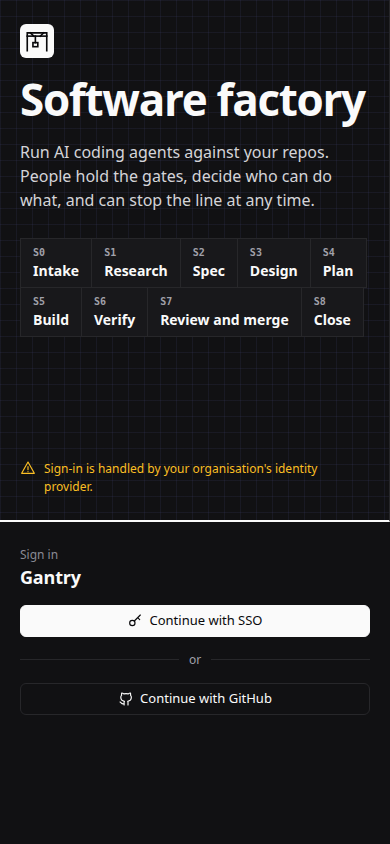 Software factory
Run AI coding agents against your repos.
People hold the gates, decide who can do
what, and can stop the line at any time.
S0 S1 S2 S3 S4
Intake Research Spec Design Plan
S5 S6 S7 S8
Build Verify Review and merge Close
Sign-in is handled by your organisation's identity
provider.
Sign in
Gantry
Continue with SSO
or
Continue with GitHub